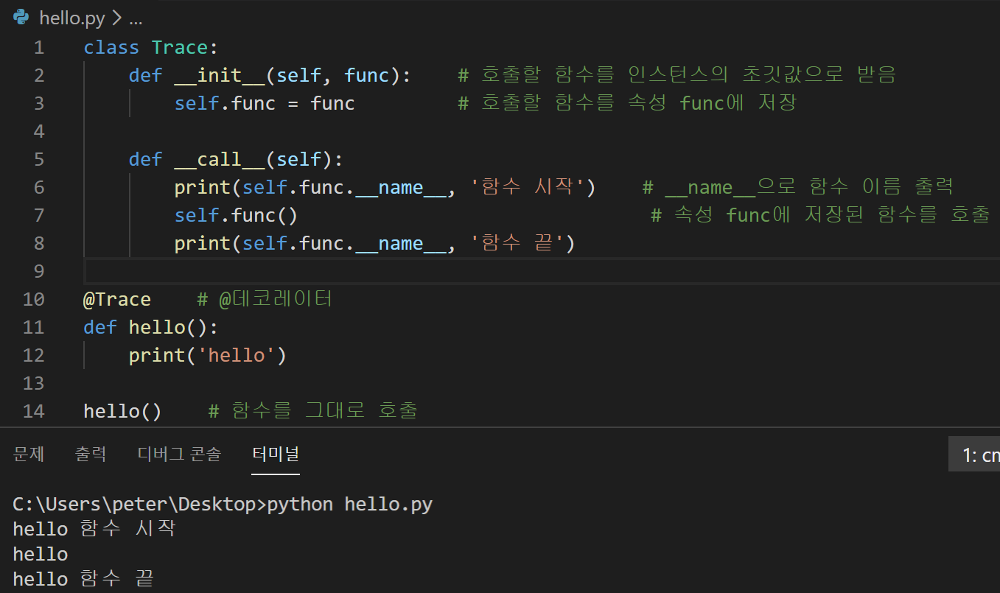 hello.py > ...
1 class Trace:
2     def __init__(self, func):    # 호출할 함수를 인스턴스의 초깃값으로 받음
3         self.func = func         # 호출할 함수를 속성 func에 저장
4
5     def __call__(self):
6         print(self.func.__name__, '함수 시작')    # __name__으로 함수 이름 출력
7         self.func()                               # 속성 func에 저장된 함수를 호출
8         print(self.func.__name__, '함수 끝')
9
10 @Trace    # @데코레이터
11 def hello():
12     print('hello')
13
14 hello()    # 함수를 그대로 호출
문제 출력 디버그 콘솔 터미널 1: cm
C:\Users\peter\Desktop>python hello.py
hello 함수 시작
hello
hello 함수 끝